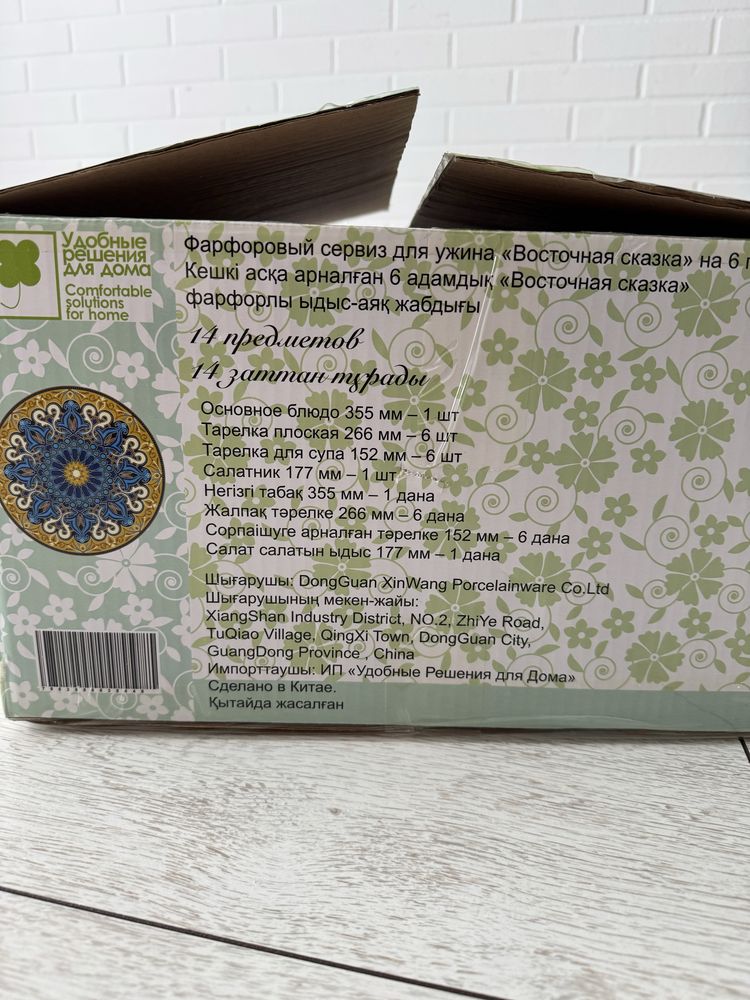 Удобные
решения
для дома
Comfortable
solutions
for home
Фарфоровый сервиз для ужина «Восточная сказка» на 6 п
Кешкі асқа арналған 6 адамдық «Восточная сказка»
фарфорлы ыдыс-аяқ жабдығы
14 предметов
14 заттан тұрады
Основное блюдо 355 мм – 1 шт
Тарелка плоская 266 мм – 6 шт
Тарелка для супа 152 мм – 6 шт
Салатник 177 мм – 1 шт
Негізгі табақ 355 мм – 1 дана
Жалпақ тәрелке 266 мм – 6 дана
Сорпаішуге арналған тәрелке 152 мм – 6 дана
Салат салатын ыдыс 177 мм – 1 дана
Шығарушы: DongGuan XinWang Porcelainware Co.Ltd
Шығарушының мекен-жайы:
XiangShan Industry District, NO.2, ZhiYe Road,
TuQiao Village, QingXi Town, DongGuan City,
GuangDong Province , China
Импорттаушы: ИП «Удобные Решения для Дома»
Сделано в Китае.
Қытайда жасалған